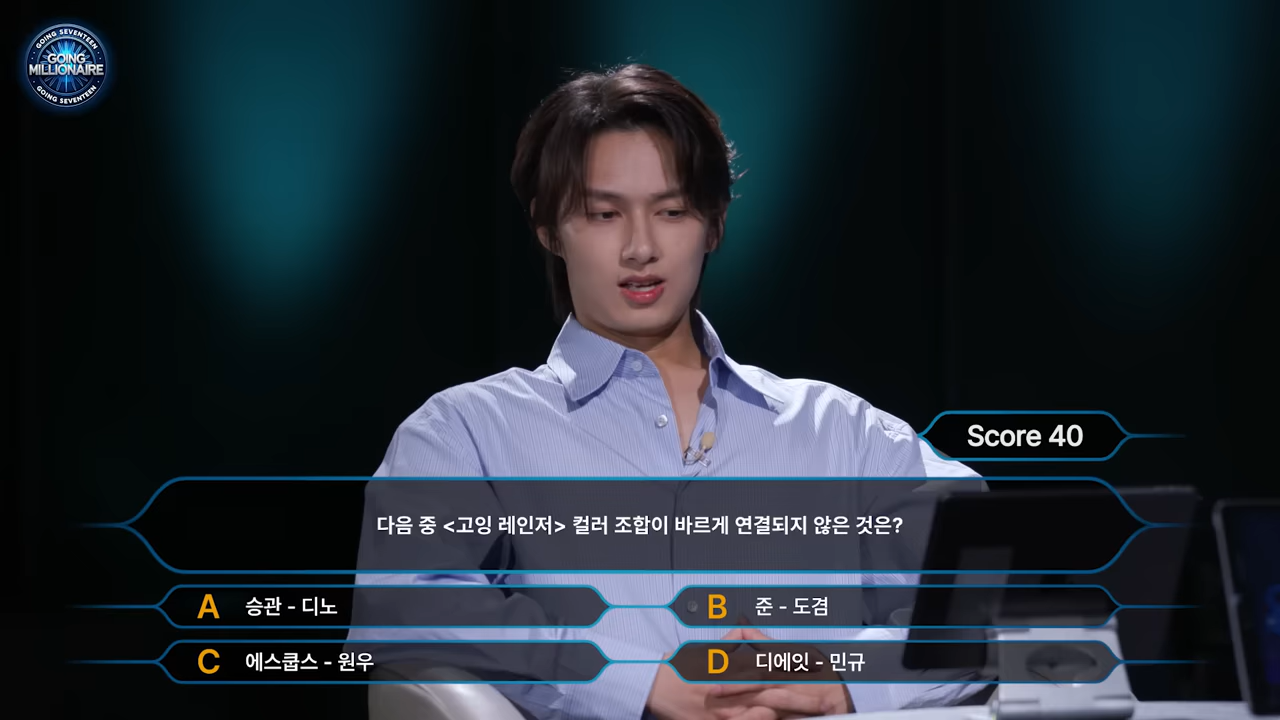 GOING SEVENTEEN
GOING
MILLIONAIRE
GOING SEVENTEEN
Score 40
다음 중 <고잉 레인저> 컬러 조합이 바르게 연결되지 않은 것은?
A 승관 - 디노
B 준 - 도겸
C 에스쿱스 - 원우
D 디에잇 - 민규